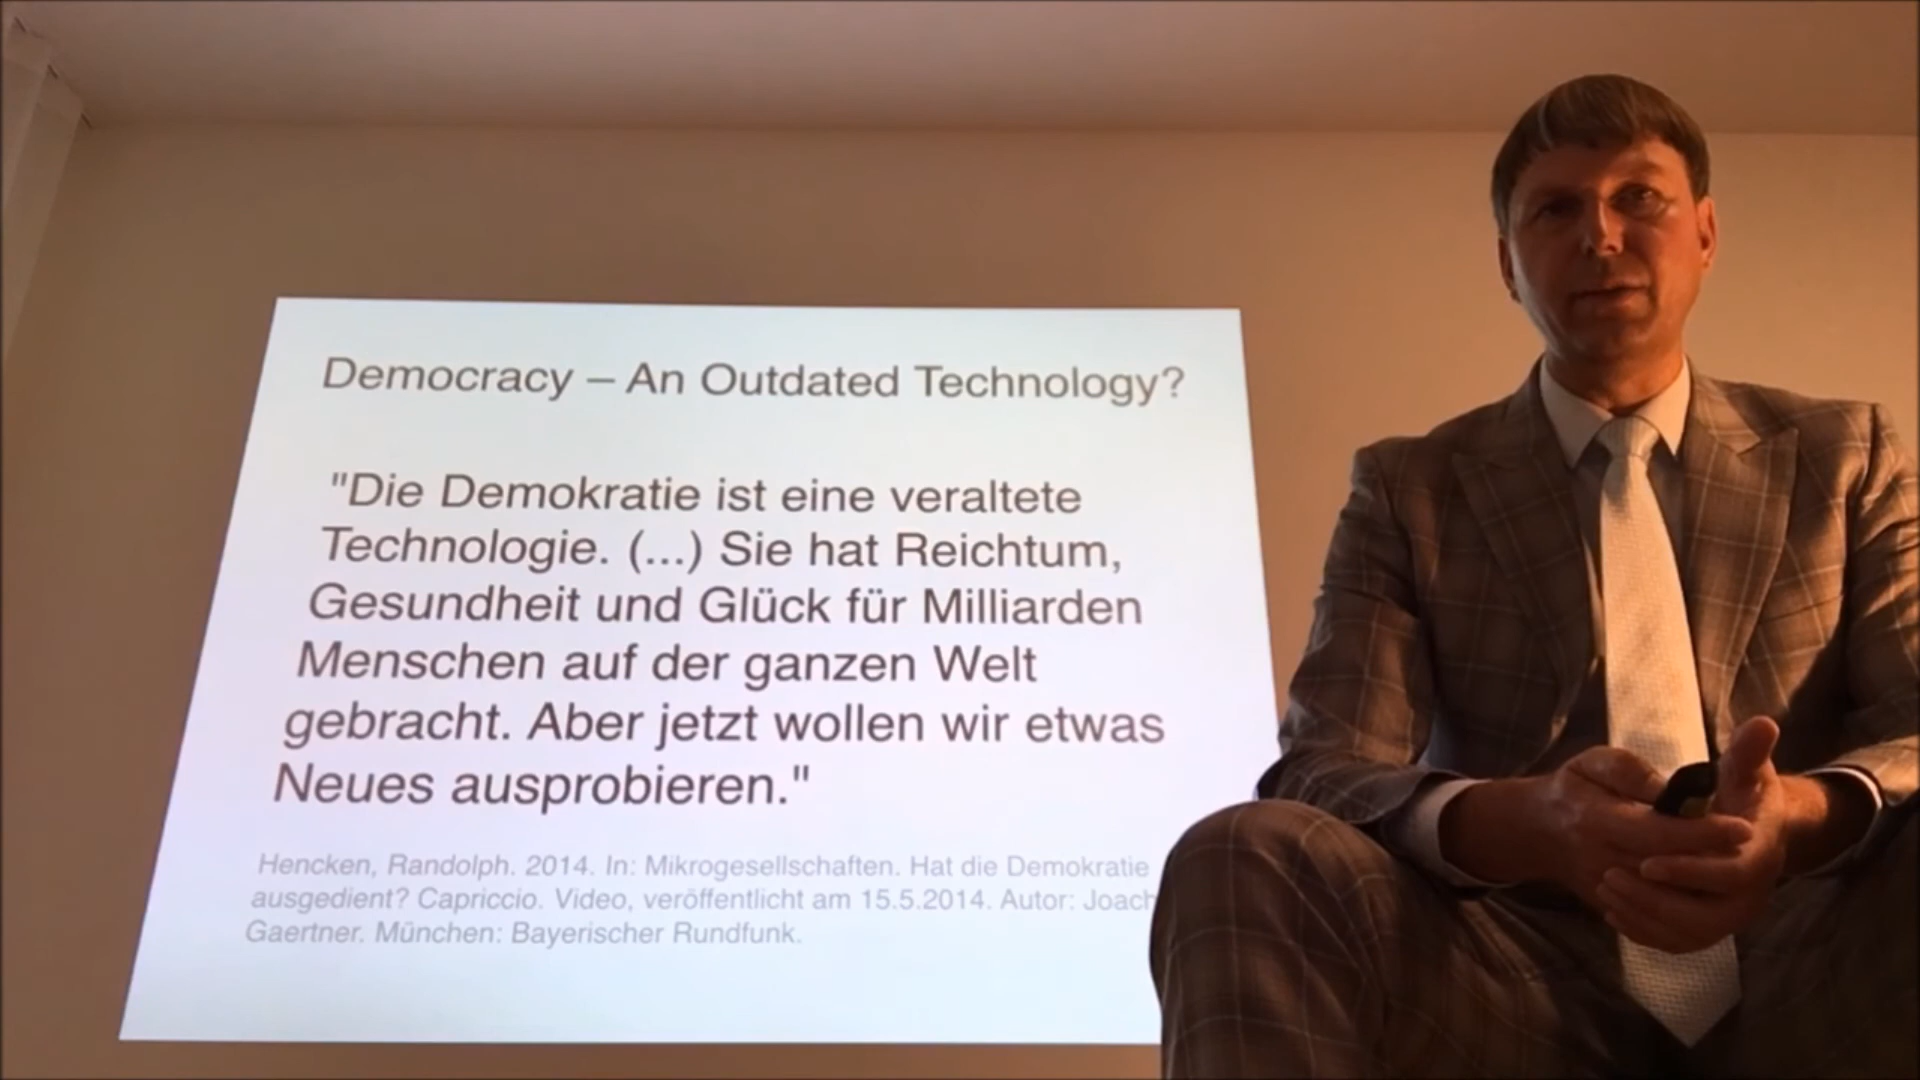 Democracy – An Outdated Technology?
"Die Demokratie ist eine veraltete
Technologie. (...) Sie hat Reichtum,
Gesundheit und Glück für Milliarden
Menschen auf der ganzen Welt
gebracht. Aber jetzt wollen wir etwas
Neues ausprobieren."
Hencken, Randolph. 2014. In: Mikrogesellschaften. Hat die Demokratie
ausgedient? Capriccio. Video, veröffentlicht am 15.5.2014. Autor:
Gaertner. München: Bayerischer Rundfunk.